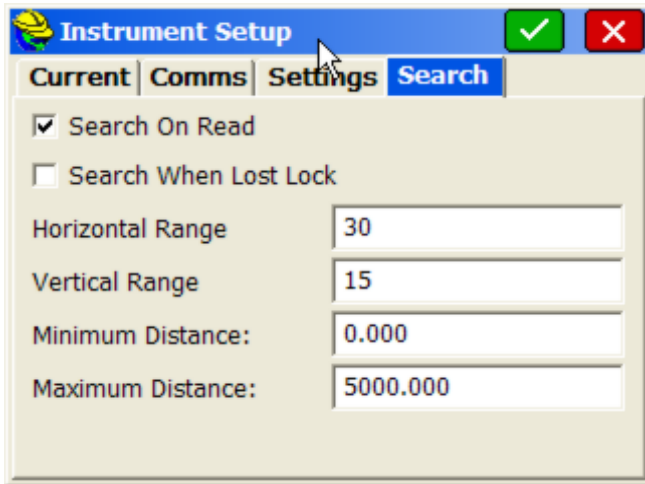 Instrument Setup
Current Comms Settings Search
Search On Read
Search When Lost Lock
Horizontal Range 30
Vertical Range 15
Minimum Distance: 0.000
Maximum Distance: 5000.000